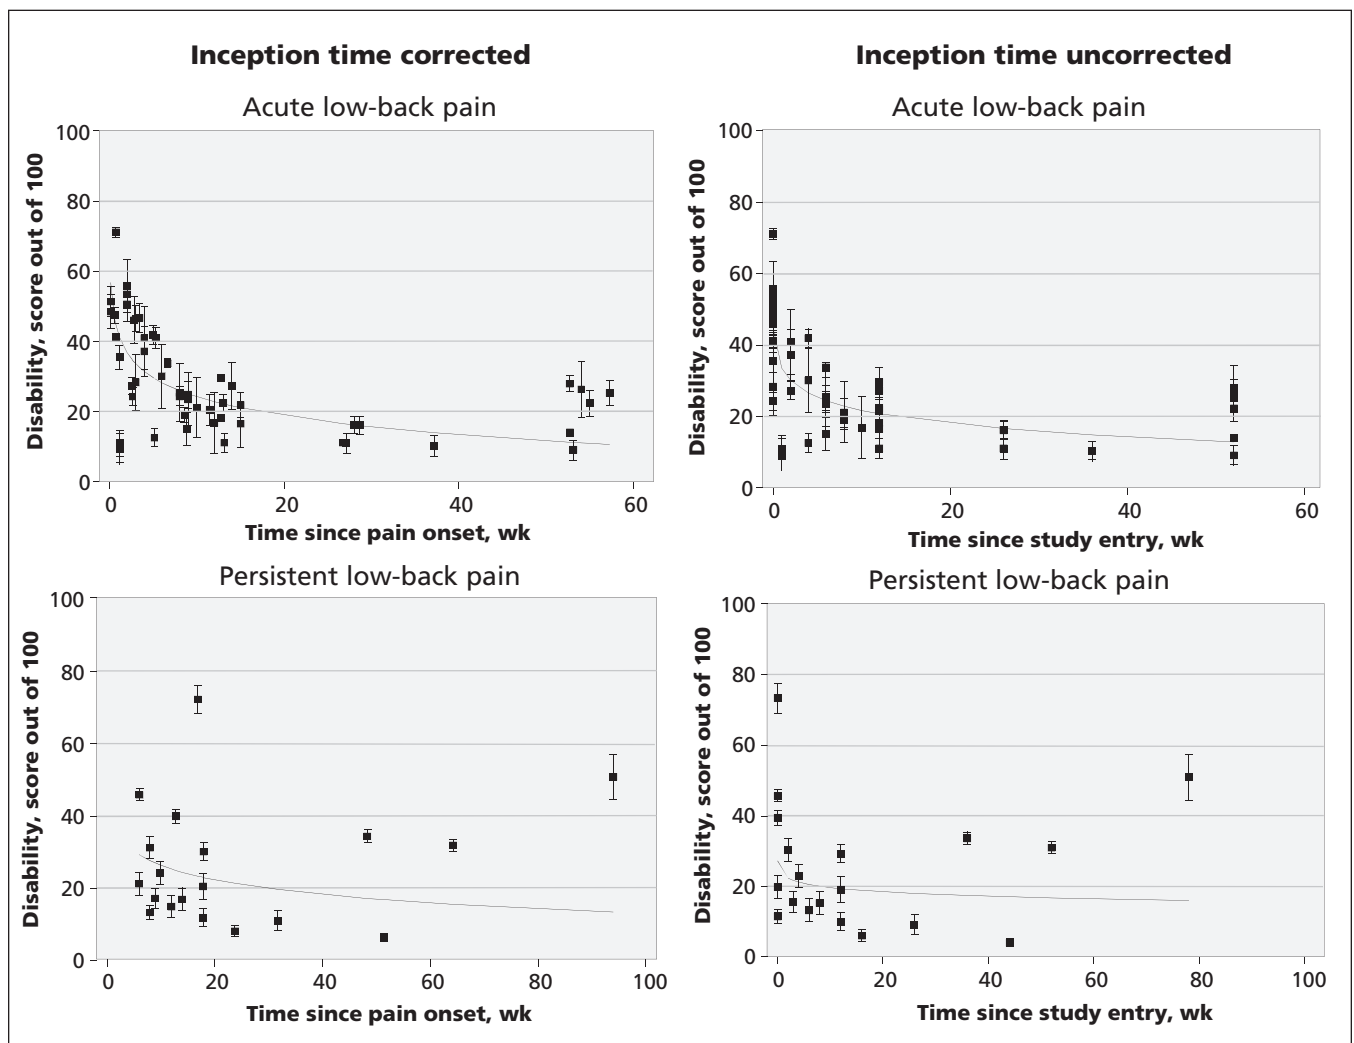 Inception time corrected
Inception time uncorrected
Acute low-back pain
Disability, score out of 100
100
80
60
40
20
0
0 20 40 60
Time since pain onset, wk
Acute low-back pain
Disability, score out of 100
100
80
60
40
20
0
0 20 40 60
Time since study entry, wk
Persistent low-back pain
Disability, score out of 100
100
80
60
40
20
0
0 20 40 60 80 100
Time since pain onset, wk
Persistent low-back pain
Disability, score out of 100
100
80
60
40
20
0
0 20 40 60 80 100
Time since study entry, wk